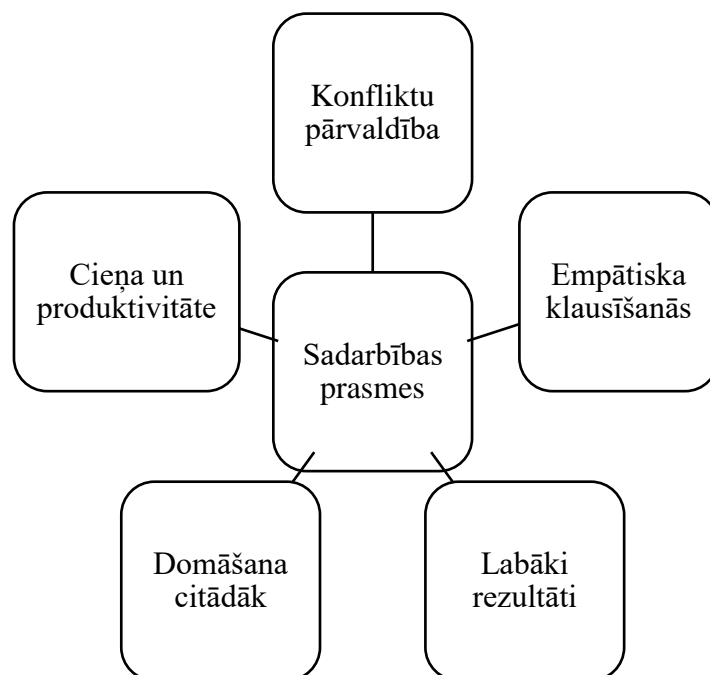 Konfliktu
pārvaldība
Cieņa un
produktivitāte
Empātiska
klausīšanās
Sadarbības
prasmes
Domāšana
citādāk
Labāki
rezultāti